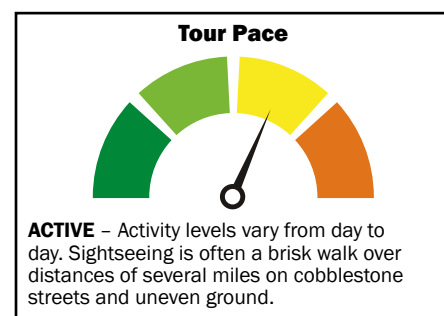 Tour Pace
ACTIVE – Activity levels vary from day to
day. Sightseeing is often a brisk walk over
distances of several miles on cobblestone
streets and uneven ground.